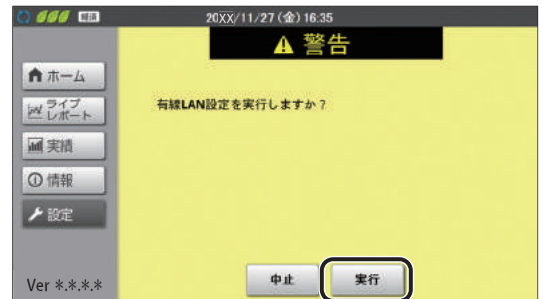 経済
20XX/11/27(金)16:35
警告
ホーム
ライブ
レポート
実績
情報
設定
有線LAN設定を実行しますか?
中止
実行
Ver *.*.*.*